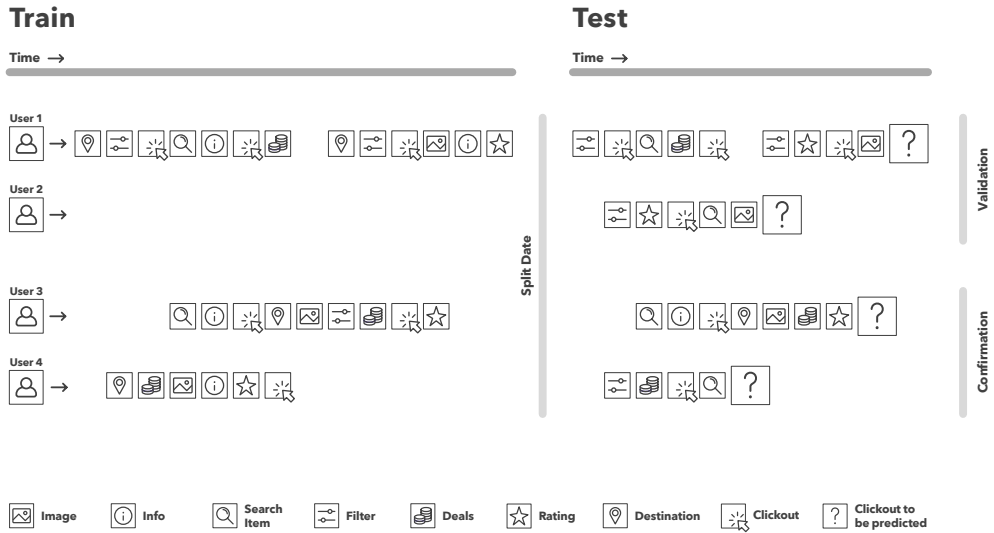 Train
Test
Time →
Time →
User 1
User 2
User 3
User 4
Split Date
Validation
Confirmation
Image
Info
Search
Item
Filter
Deals
Rating
Destination
Clickout
Clickout to
be predicted